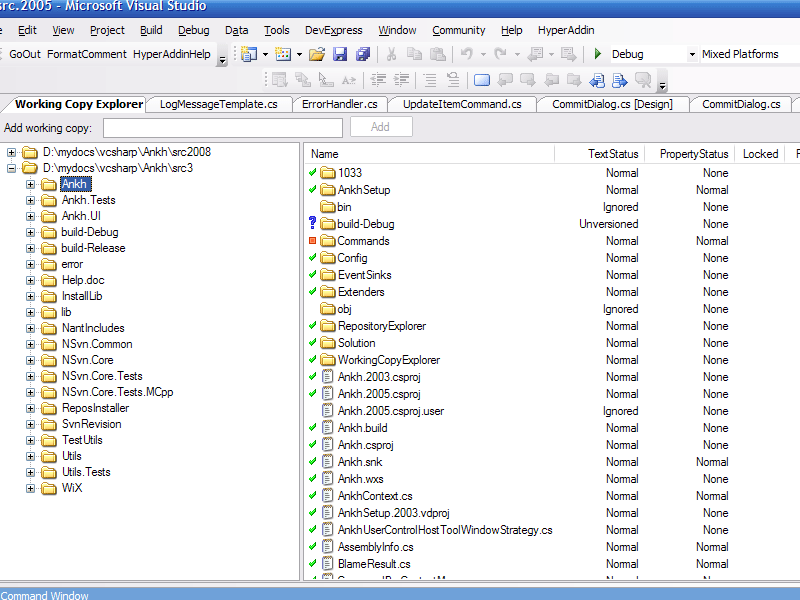 src.2005 - Microsoft Visual Studio
Edit View Project Build Debug Data Tools DevExpress Window Community Help HyperAddin
GoOut FormatComment HyperAddinHelp Debug Mixed Platforms
Working Copy Explorer LogMessageTemplate.cs ErrorHandler.cs UpdateItemCommand.cs CommitDialog.cs [Design] CommitDialog.cs
Add working copy: Add
D:\mydocs\vcsharp\Ankh\src2008
D:\mydocs\vcsharp\Ankh\src3
Ankh
Ankh.Tests
Ankh.UI
build-Debug
build-Release
error
Help.doc
InstallLib
lib
NantIncludes
NSvn.Common
NSvn.Core
NSvn.Core.Tests
NSvn.Core.Tests.MCpp
ReposInstaller
SvnRevision
TestUtils
Utils
Utils.Tests
WiX
Name TextStatus PropertyStatus Locked
1033 Normal None
AnkhSetup Normal Normal
bin Ignored None
build-Debug Unversioned None
Commands Normal Normal
Config Normal None
EventSinks Normal None
Extenders Normal None
obj Ignored None
RepositoryExplorer Normal None
Solution Normal None
WorkingCopyExplorer Normal None
Ankh.2003.csproj Normal None
Ankh.2005.csproj Normal None
Ankh.2005.csproj.user Ignored None
Ankh.build Normal None
Ankh.csproj Normal None
Ankh.snk Normal Normal
Ankh.wxs Normal None
AnkhContext.cs Normal Normal
AnkhSetup.2003.vdproj Normal None
AnkhUserControlHostToolWindowStrategy.cs Normal None
AssemblyInfo.cs Normal Normal
BlameResult.cs Normal None
Command Window